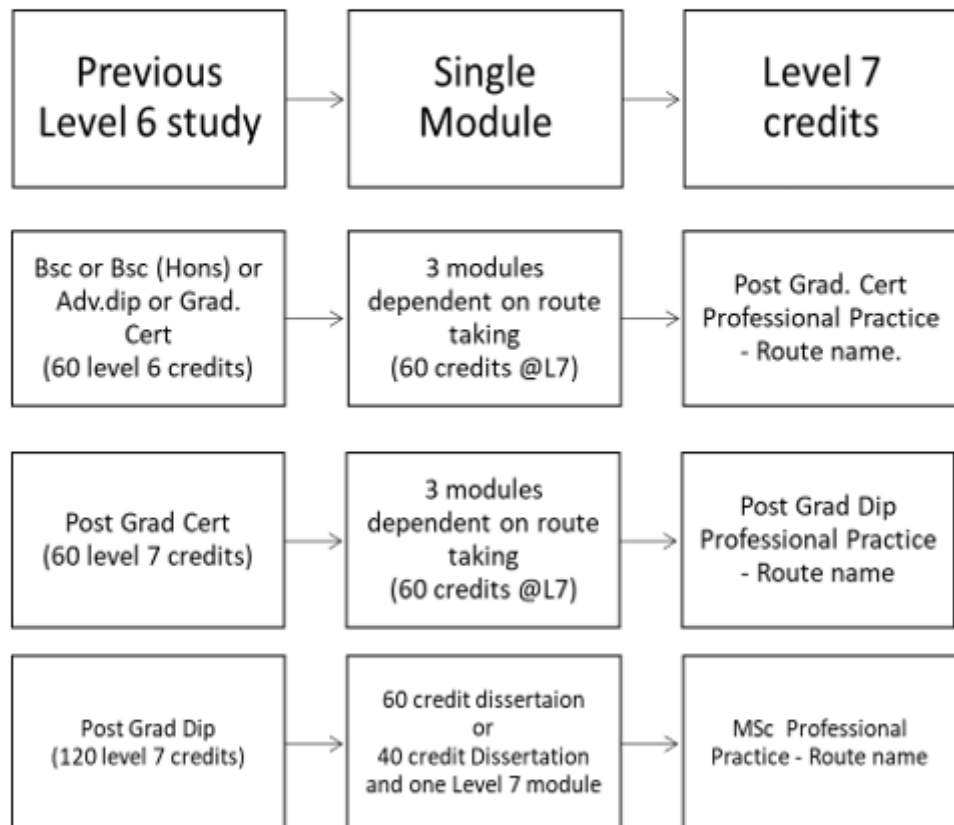 Previous
Level 6 study
Single
Module
Level 7
credits
Bsc or Bsc (Hons) or
Adv.dip or Grad.
Cert
(60 level 6 credits)
3 modules
dependent on route
taking
(60 credits @L7)
Post Grad. Cert
Professional Practice
- Route name.
Post Grad Cert
(60 level 7 credits)
3 modules
dependent on route
taking
(60 credits @L7)
Post Grad Dip
Professional Practice
- Route name
Post Grad Dip
(120 level 7 credits)
60 credit dissertaion
or
40 credit Dissertation
and one Level 7 module
MSc Professional
Practice - Route name